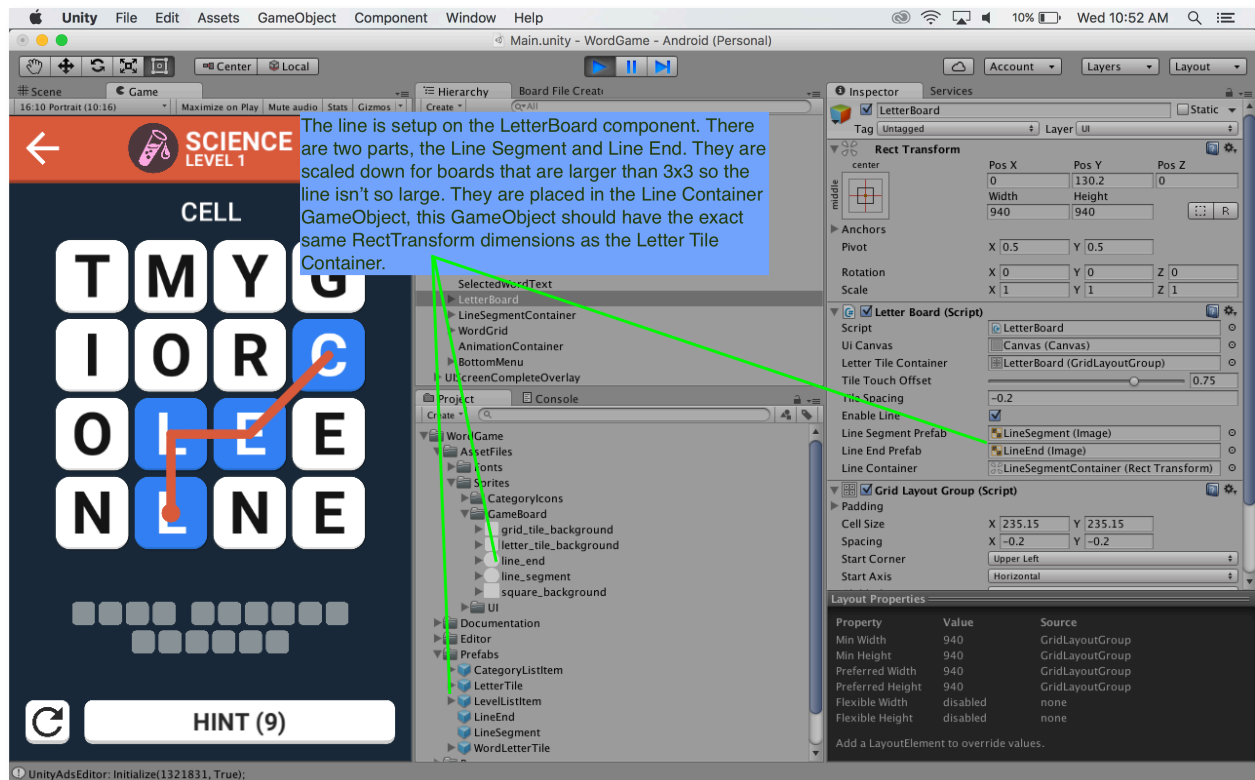 Unity File Edit Assets GameObject Component Window Help 10% Wed 10:52 AM
Main.unity - WordGame - Android (Personal)
Center Local Account Layers Layout
Scene Game
16:10 Portrait (10:16) Maximize on Play Mute audio Stats Gizmos
SCIENCE
LEVEL 1
CELL
T M Y G
I O R C
O L E E
N L N E
HINT (9)
Hierarchy Board File Creati
Create All
The line is setup on the LetterBoard component. There
are two parts, the Line Segment and Line End. They are
scaled down for boards that are larger than 3x3 so the
line isn't so large. They are placed in the Line Container
GameObject, this GameObject should have the exact
same RectTransform dimensions as the Letter Tile
Container.
SelectedWordText
LetterBoard
LineSegmentContainer
WordGrid
AnimationContainer
BottomMenu
UIScreenCompleteOverlay
Project Console
Create
WordGame
AssetFiles
Fonts
Sprites
CategoryIcons
GameBoard
grid_tile_background
letter_tile_background
line_end
line_segment
square_background
UI
Documentation
Editor
Prefabs
CategoryListItem
LetterTile
LevelListItem
LineEnd
LineSegment
WordLetterTile
Inspector Services
LetterBoard Static
Tag Untagged Layer UI
Rect Transform
center Pos X Pos Y Pos Z
middle 0 130.2 0
Width Height
940 940 R
Anchors
Pivot X 0.5 Y 0.5
Rotation X 0 Y 0 Z 0
Scale X 1 Y 1 Z 1
Letter Board (Script)
Script LetterBoard
Ui Canvas Canvas (Canvas)
Letter Tile Container LetterBoard (GridLayoutGroup)
Tile Touch Offset 0.75
Tile Spacing -0.2
Enable Line
Line Segment Prefab LineSegment (Image)
Line End Prefab LineEnd (Image)
Line Container LineSegmentContainer (Rect Transform)
Grid Layout Group (Script)
Padding
Cell Size X 235.15 Y 235.15
Spacing X -0.2 Y -0.2
Start Corner Upper Left
Start Axis Horizontal
Layout Properties
Property Value Source
Min Width 940 GridLayoutGroup
Min Height 940 GridLayoutGroup
Preferred Width 940 GridLayoutGroup
Preferred Height 940 GridLayoutGroup
Flexible Width disabled none
Flexible Height disabled none
Add a LayoutElement to override values.
UnityAdsEditor: Initialize(1321831, True);